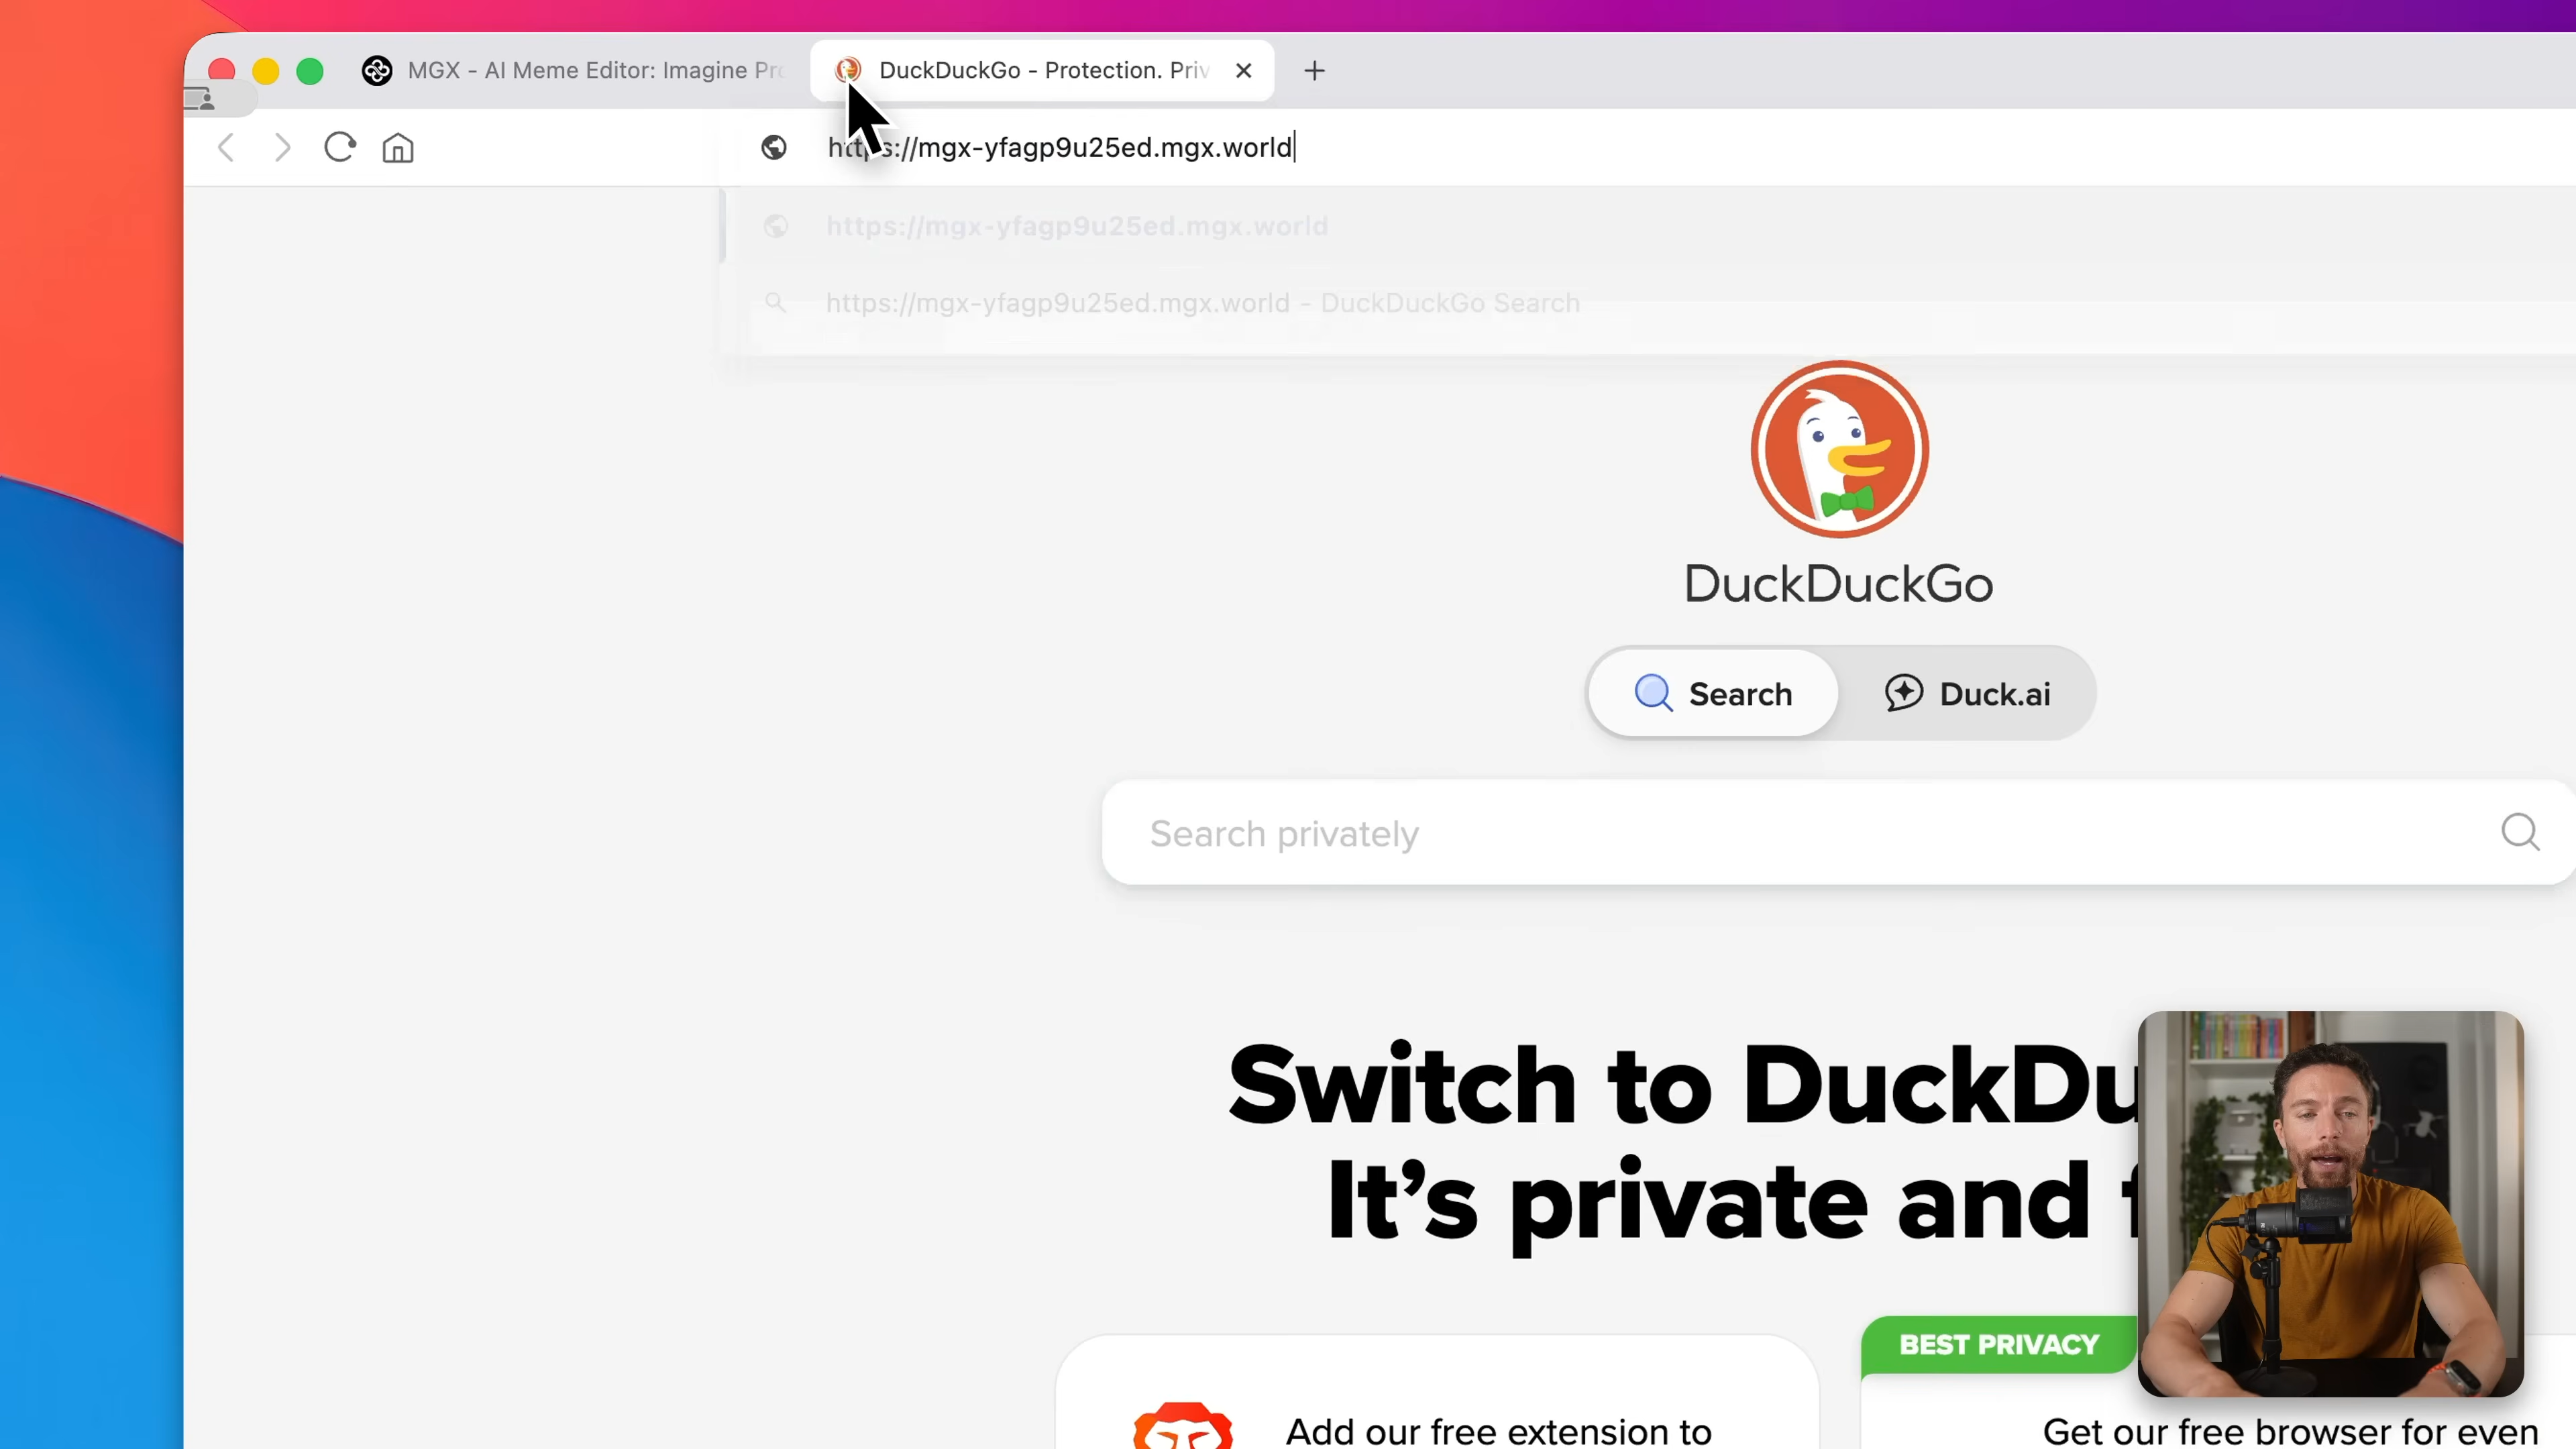 MGX - AI Meme Editor: Imagine Pro
DuckDuckGo - Protection. Priv
https://mgx-yfagp9u25ed.mgx.world
https://mgx-yfagp9u25ed.mgx.world
https://mgx-yfagp9u25ed.mgx.world - DuckDuckGo Search
DuckDuckGo
Search
Duck.ai
Search privately
Switch to DuckDu
It's private and f
BEST PRIVACY
Add our free extension to
Get our free browser for even